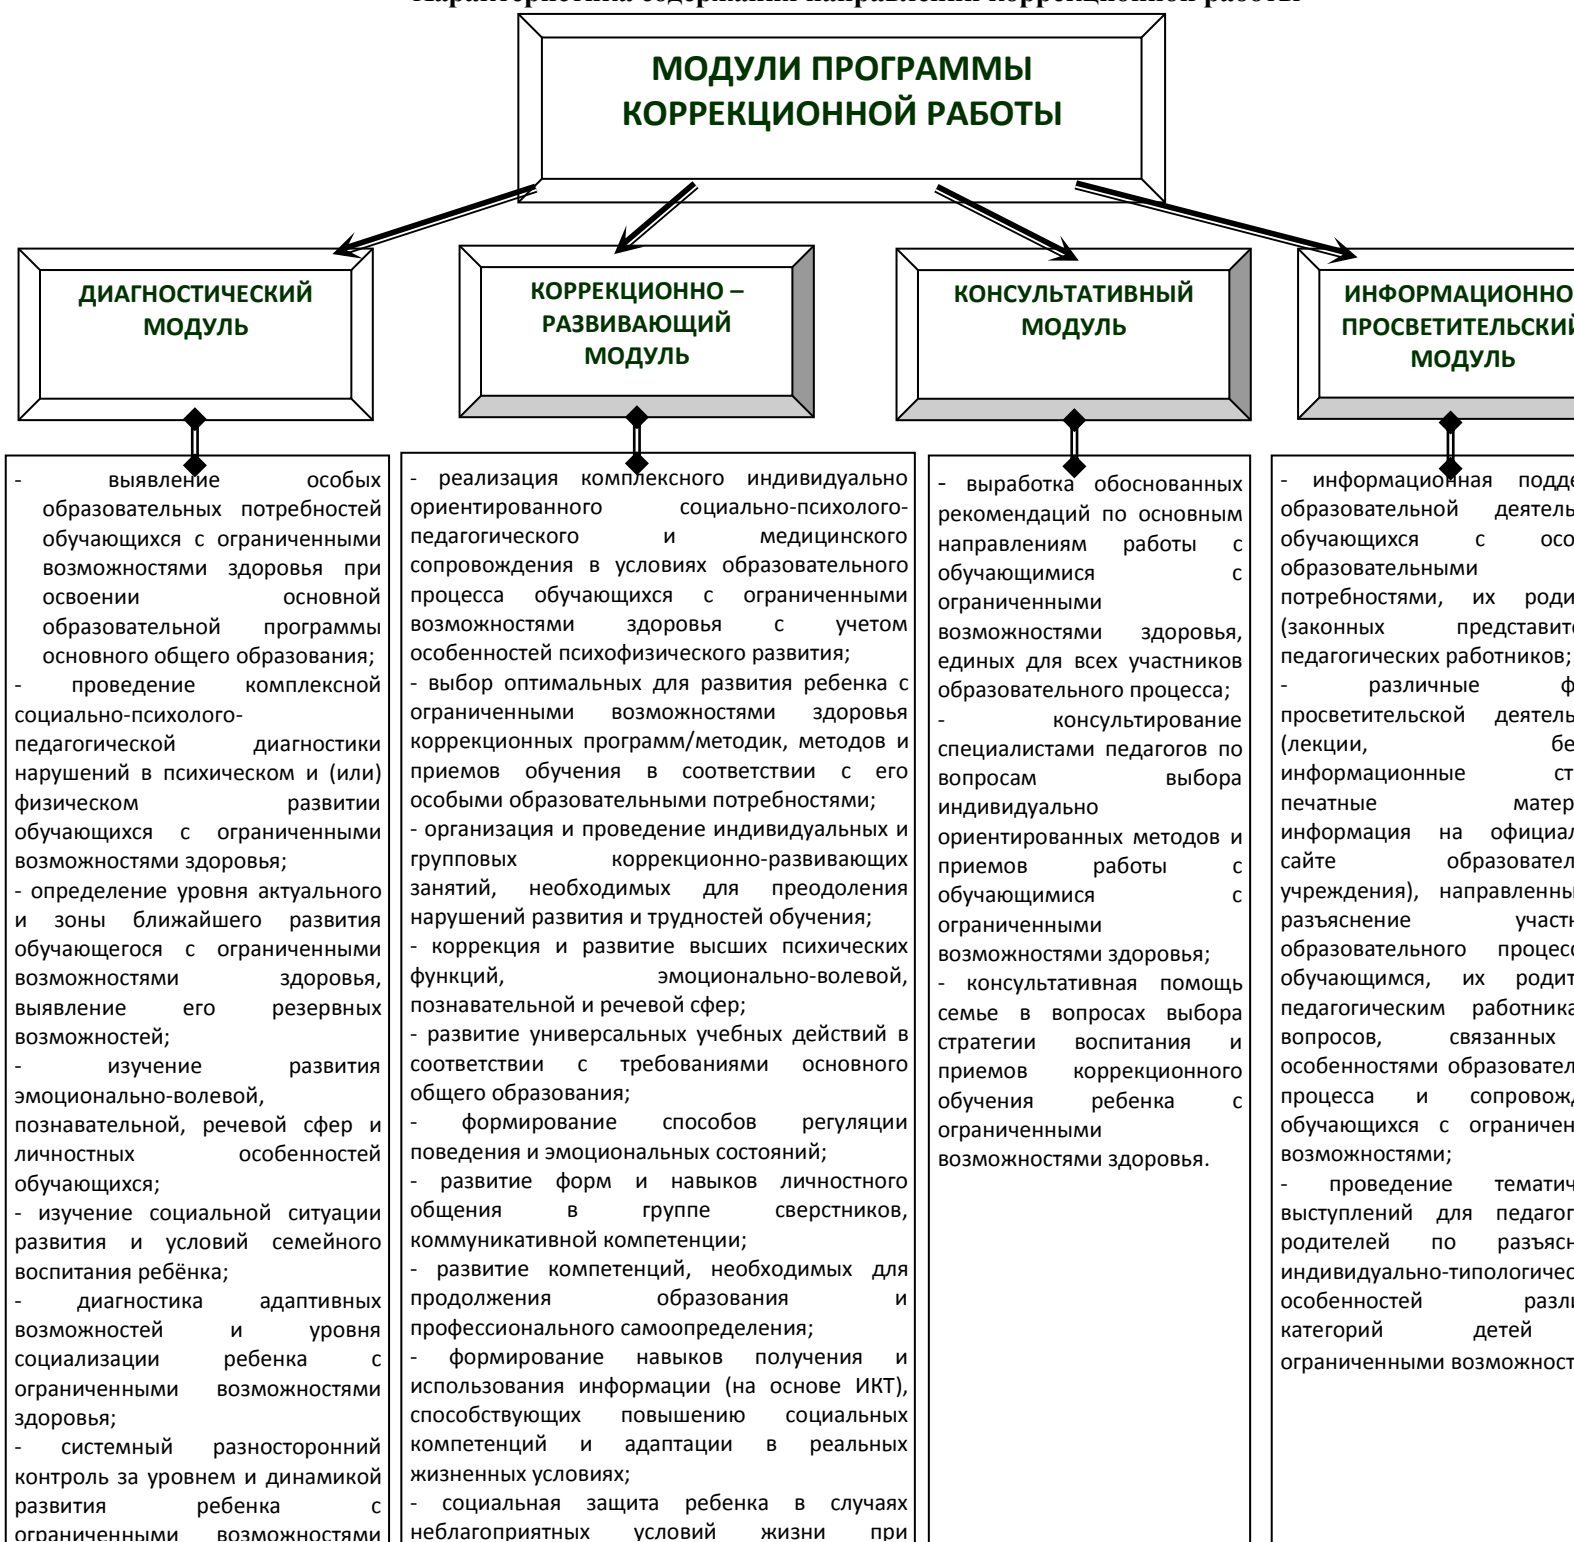 Характеристика содержания направлений коррекционной работы
МОДУЛИ ПРОГРАММЫ
КОРРЕКЦИОННОЙ РАБОТЫ
ДИАГНОСТИЧЕСКИЙ
МОДУЛЬ
КОРРЕКЦИОННО –
РАЗВИВАЮЩИЙ
МОДУЛЬ
КОНСУЛЬТАТИВНЫЙ
МОДУЛЬ
ИНФОРМАЦИОННО
ПРОСВЕТИТЕЛЬСКИЙ
МОДУЛЬ
- выявление особых
образовательных потребностей
обучающихся с ограниченными
возможностями здоровья при
освоении основной
образовательной программы
основного общего образования;
- проведение комплексной
социально-психолого-
педагогической диагностики
нарушений в психическом и (или)
физическом развитии
обучающихся с ограниченными
возможностями здоровья;
- определение уровня актуального
и зоны ближайшего развития
обучающегося с ограниченными
возможностями здоровья,
выявление его резервных
возможностей;
- изучение развития
эмоционально-волевой,
познавательной, речевой сфер и
личностных особенностей
обучающихся;
- изучение социальной ситуации
развития и условий семейного
воспитания ребёнка;
- диагностика адаптивных
возможностей и уровня
социализации ребенка с
ограниченными возможностями
здоровья;
- системный разносторонний
контроль за уровнем и динамикой
развития ребенка с
ограниченными возможностями
- реализация комплексного индивидуально
ориентированного социально-психолого-
педагогического и медицинского
сопровождения в условиях образовательного
процесса обучающихся с ограниченными
возможностями здоровья с учетом
особенностей психофизического развития;
- выбор оптимальных для развития ребенка с
ограниченными возможностями здоровья
коррекционных программ/методик, методов и
приемов обучения в соответствии с его
особыми образовательными потребностями;
- организация и проведение индивидуальных и
групповых коррекционно-развивающих
занятий, необходимых для преодоления
нарушений развития и трудностей обучения;
- коррекция и развитие высших психических
функций, эмоционально-волевой,
познавательной и речевой сфер;
- развитие универсальных учебных действий в
соответствии с требованиями основного
общего образования;
- формирование способов регуляции
поведения и эмоциональных состояний;
- развитие форм и навыков личностного
общения в группе сверстников,
коммуникативной компетенции;
- развитие компетенций, необходимых для
продолжения образования и
профессионального самоопределения;
- формирование навыков получения и
использования информации (на основе ИКТ),
способствующих повышению социальных
компетенций и адаптации в реальных
жизненных условиях;
- социальная защита ребенка в случаях
неблагоприятных условий жизни при
- выработка обоснованных
рекомендаций по основным
направлениям работы с
обучающимися с
ограниченными
возможностями здоровья,
единых для всех участников
образовательного процесса;
- консультирование
специалистами педагогов по
вопросам выбора
индивидуально
ориентированных методов и
приемов работы с
обучающимися с
ограниченными
возможностями здоровья;
- консультативная помощь
семье в вопросах выбора
стратегии воспитания и
приемов коррекционного
обучения ребенка с
ограниченными
возможностями здоровья.
- информационная
образовательной
обучающихся с
образовательными
потребностями, их
(законных
педагогических работников;
- различные
просветительской
(лекции,
информационные
печатные
информация на
сайте
учреждения),
разъяснение
образовательного
обучающимся, их
педагогическим
вопросов, связанных
особенностями
процесса и
обучающихся с
возможностями;
- проведение
выступлений для
родителей по
индивидуально-
особенностей
категорий детей
ограниченными